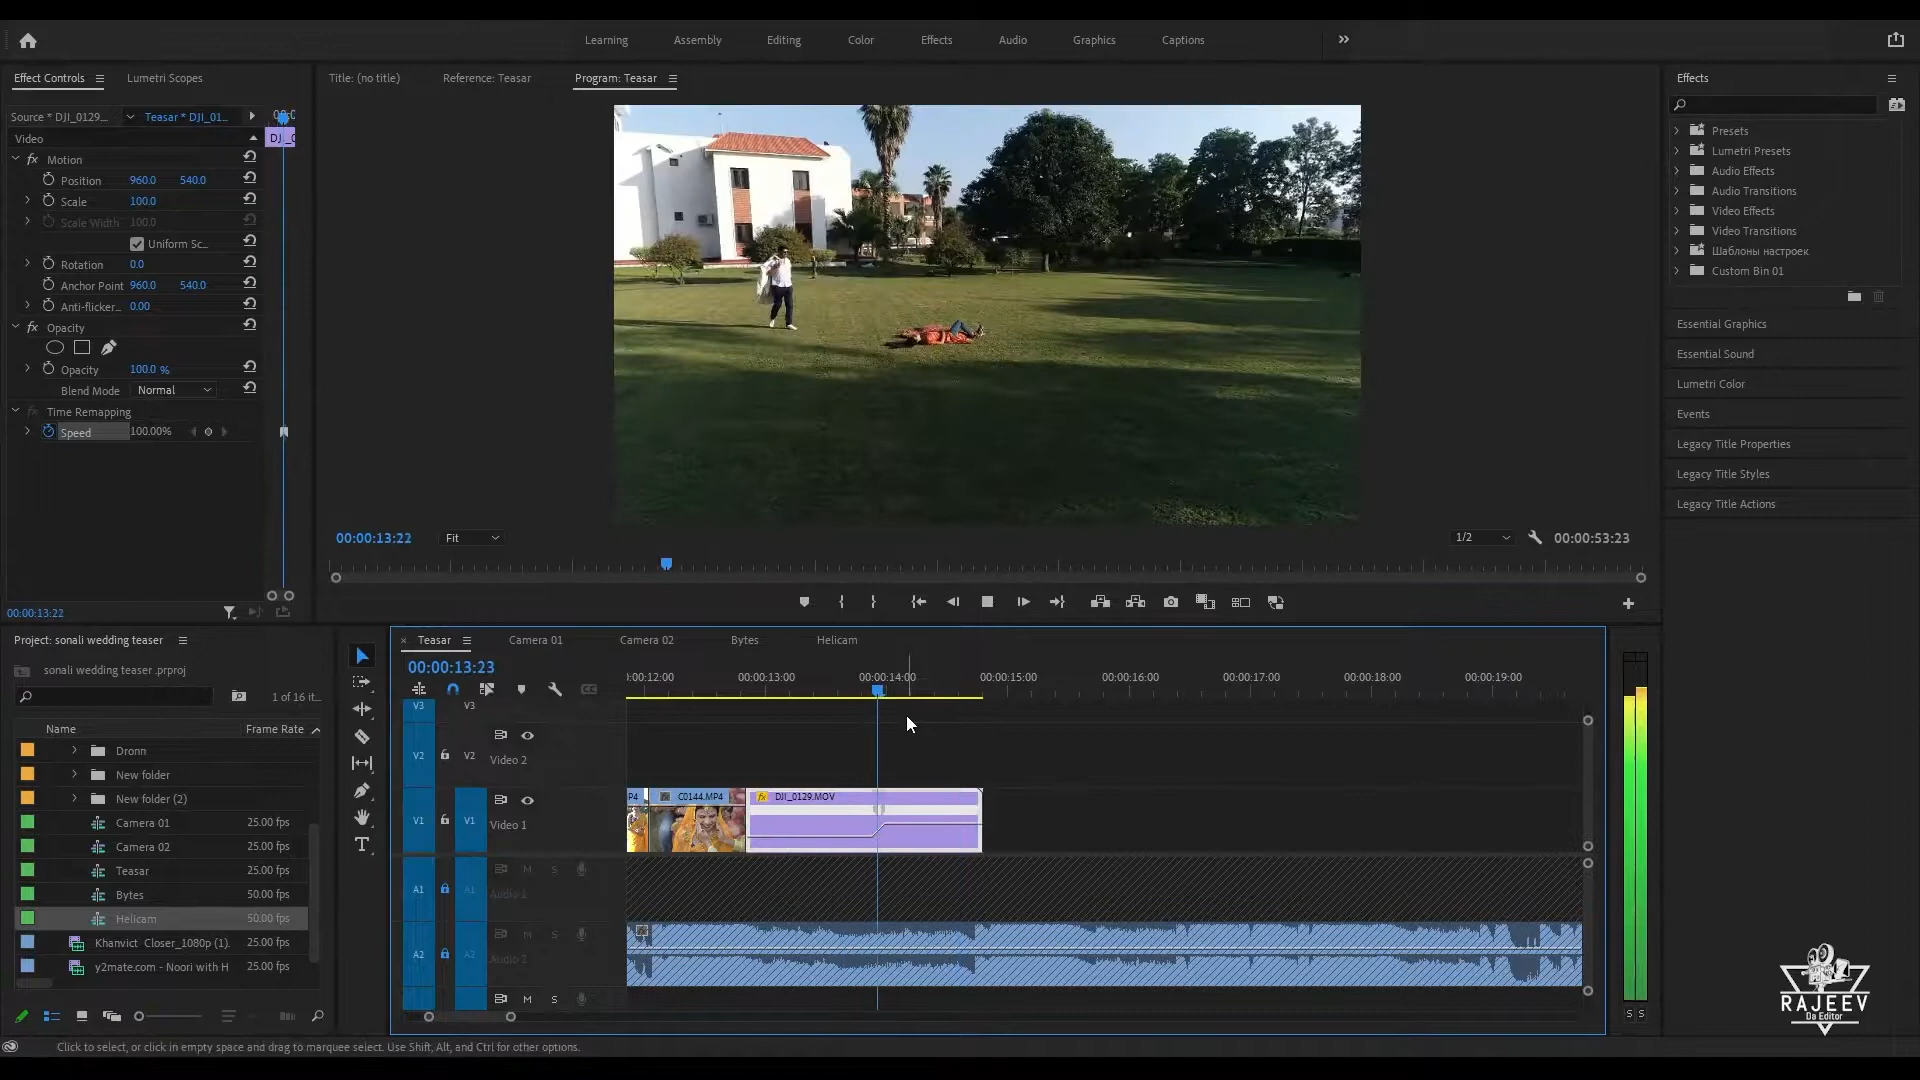 Learning Assembly Editing Color Effects Audio Graphics Captions
Effect Controls Lumetri Scopes
Title: (no title) Reference: Teasar Program: Teasar
Effects
Source * DJI_0129... Teasar * DJI_01...
Video
Motion
Position 960.0 540.0
Scale 100.0
Scale Width 100.0
Uniform Sc...
Rotation 0.0
Anchor Point 960.0 540.0
Anti-flicker... 0.00
Opacity
Opacity 100.0 %
Blend Mode Normal
Time Remapping
Speed 100.00%
00:00:13:22
00:00:13:22 Fit 1/2 00:00:53:23
Presets
Lumetri Presets
Audio Effects
Audio Transitions
Video Effects
Video Transitions
Шаблоны настроек
Custom Bin 01
Essential Graphics
Essential Sound
Lumetri Color
Events
Legacy Title Properties
Legacy Title Styles
Legacy Title Actions
Project: sonali wedding teaser
sonali wedding teaser .prproj
1 of 16 it...
Name Frame Rate
Dronn
New folder
New folder (2)
Camera 01 25.00 fps
Camera 02 25.00 fps
Teasar 25.00 fps
Bytes 50.00 fps
Helicam 50.00 fps
Khanvict Closer_1080p (1). 25.00 fps
y2mate.com - Noori with H 25.00 fps
× Teasar Camera 01 Camera 02 Bytes Helicam
00:00:13:23
:00:12:00 00:00:13:00 00:00:14:00 00:00:15:00 00:00:16:00 00:00:17:00 00:00:18:00 00:00:19:00
V3 V3
V2 V2 Video 2
P4 C0144.MP4 fx DJI_0129.MOV
V1 V1 Video 1
M S
A1 A1 Audio 1
M S
A2 A2
M S
S S
RAJEEV
Da Editor
Click to select, or click in empty space and drag to marquee select. Use Shift, Alt, and Ctrl for other options.